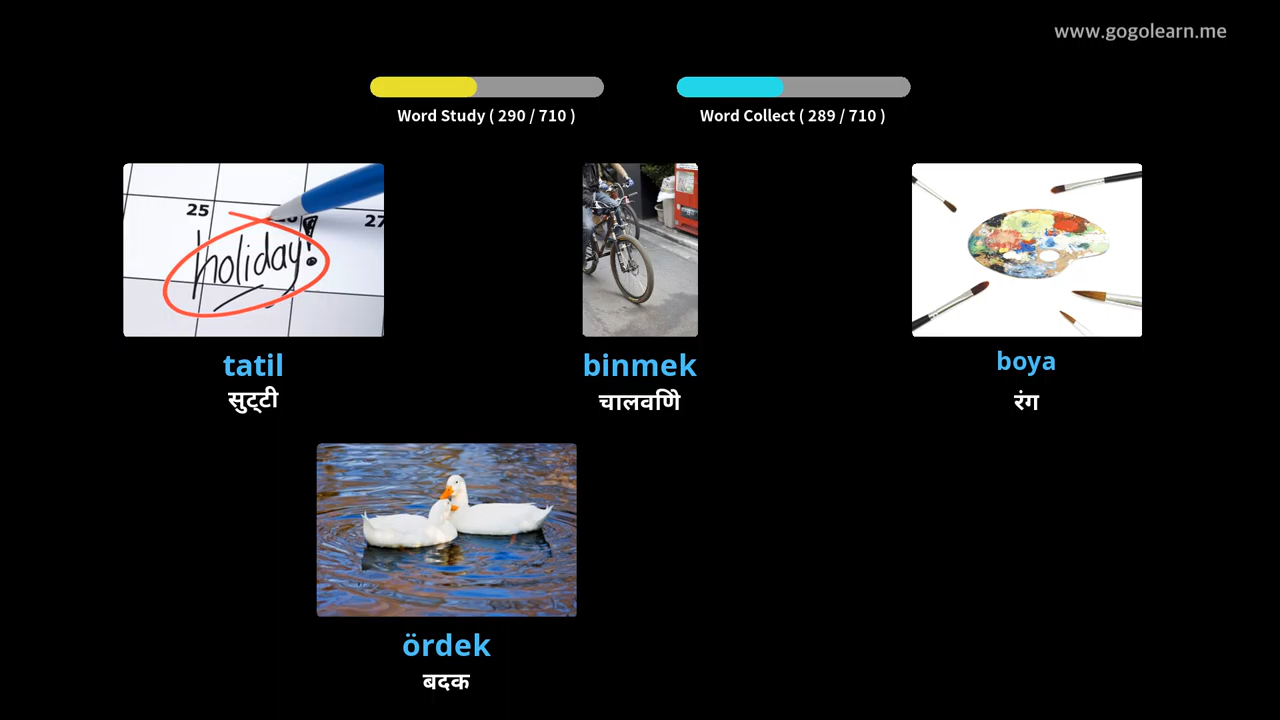 www.gogolearn.me
Word Study ( 290 / 710 )
Word Collect ( 289 / 710 )
25
27
holiday!
tatil
binmek
boya
सुट्टी
चालवणिे
रंग
ördek
बदक